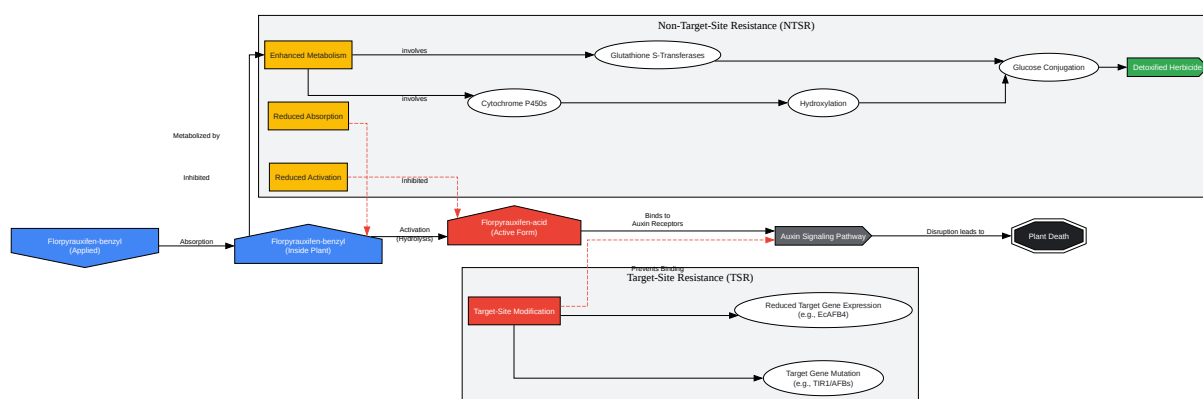 Non-Target-Site Resistance (NTSR)
Enhanced Metabolism
involves
Glutathione S-Transferases
Glucose Conjugation
Detoxified Herbicide
involves
Cytochrome P450s
Hydroxylation
Reduced Absorption
Metabolized by
Inhibited
Reduced Activation
Inhibited
Florpyrauxifen-benzyl
(Applied)
Absorption
Florpyrauxifen-benzyl
(Inside Plant)
Activation
(Hydrolysis)
Florpyrauxifen-acid
(Active Form)
Binds to
Auxin Receptors
Auxin Signaling Pathway
Disruption leads to
Plant Death
Prevents Binding
Target-Site Resistance (TSR)
Target-Site Modification
Reduced Target Gene Expression
(e.g., EcAFB4)
Target Gene Mutation
(e.g., TIR1/AFBs)